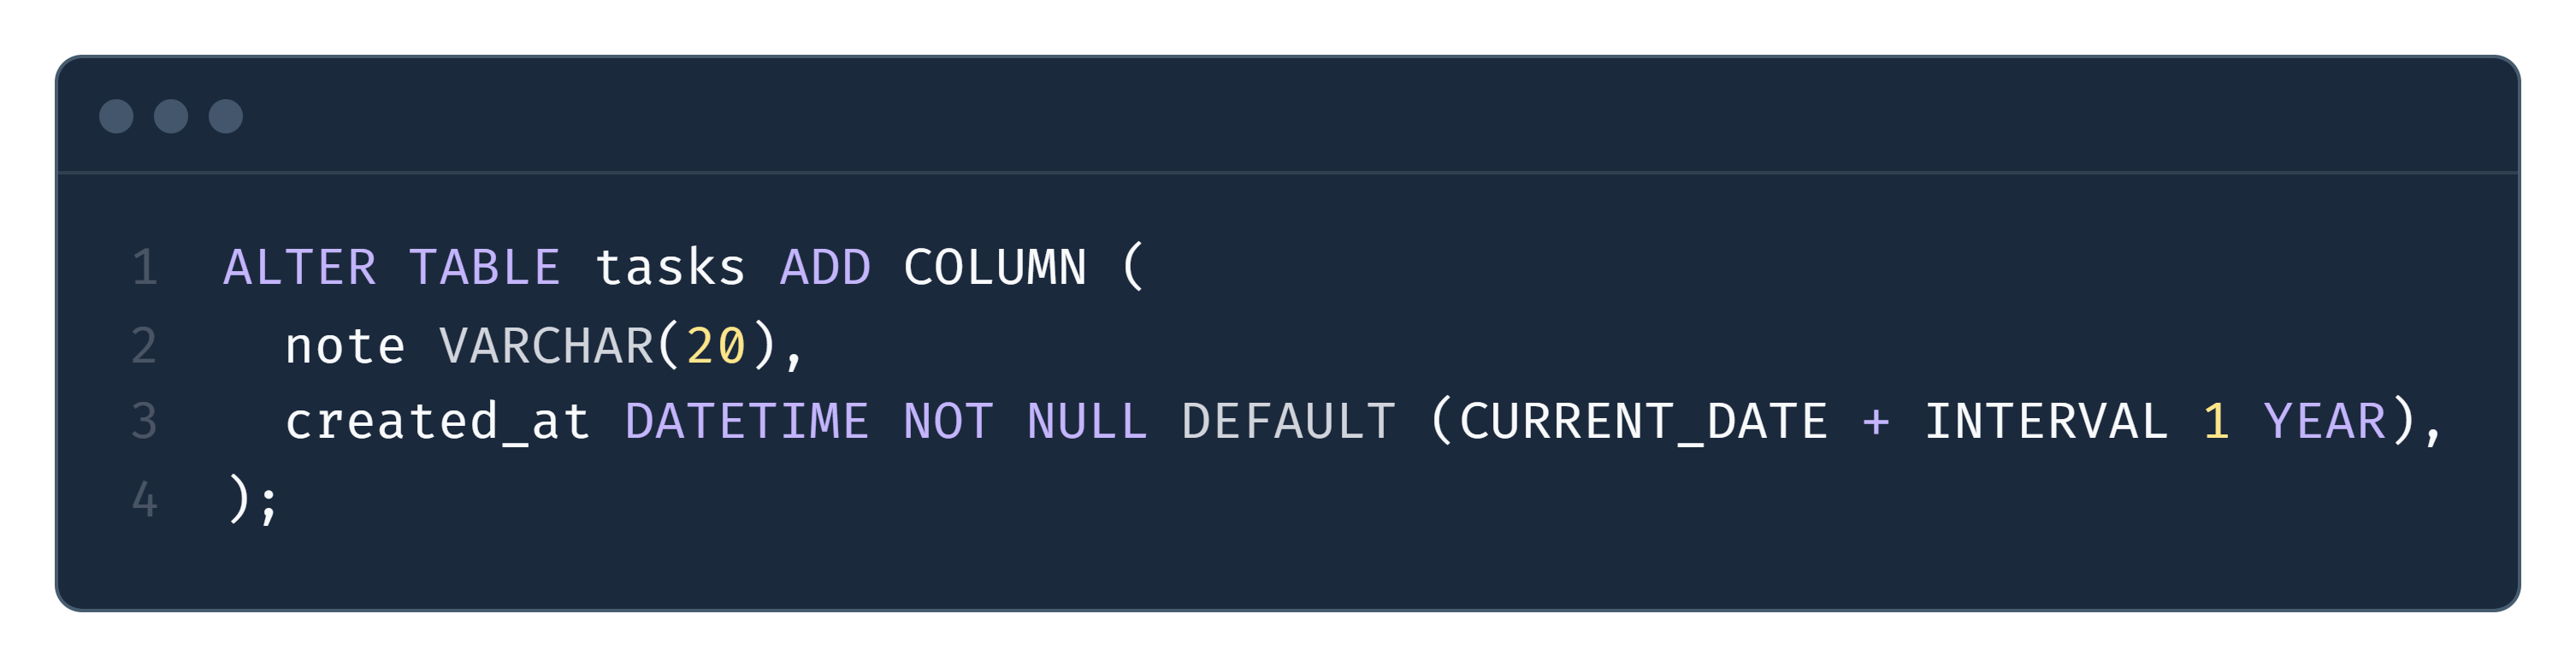 1 ALTER TABLE tasks ADD COLUMN (
2   note VARCHAR(20),
3   created_at DATETIME NOT NULL DEFAULT (CURRENT_DATE + INTERVAL 1 YEAR),
4 );